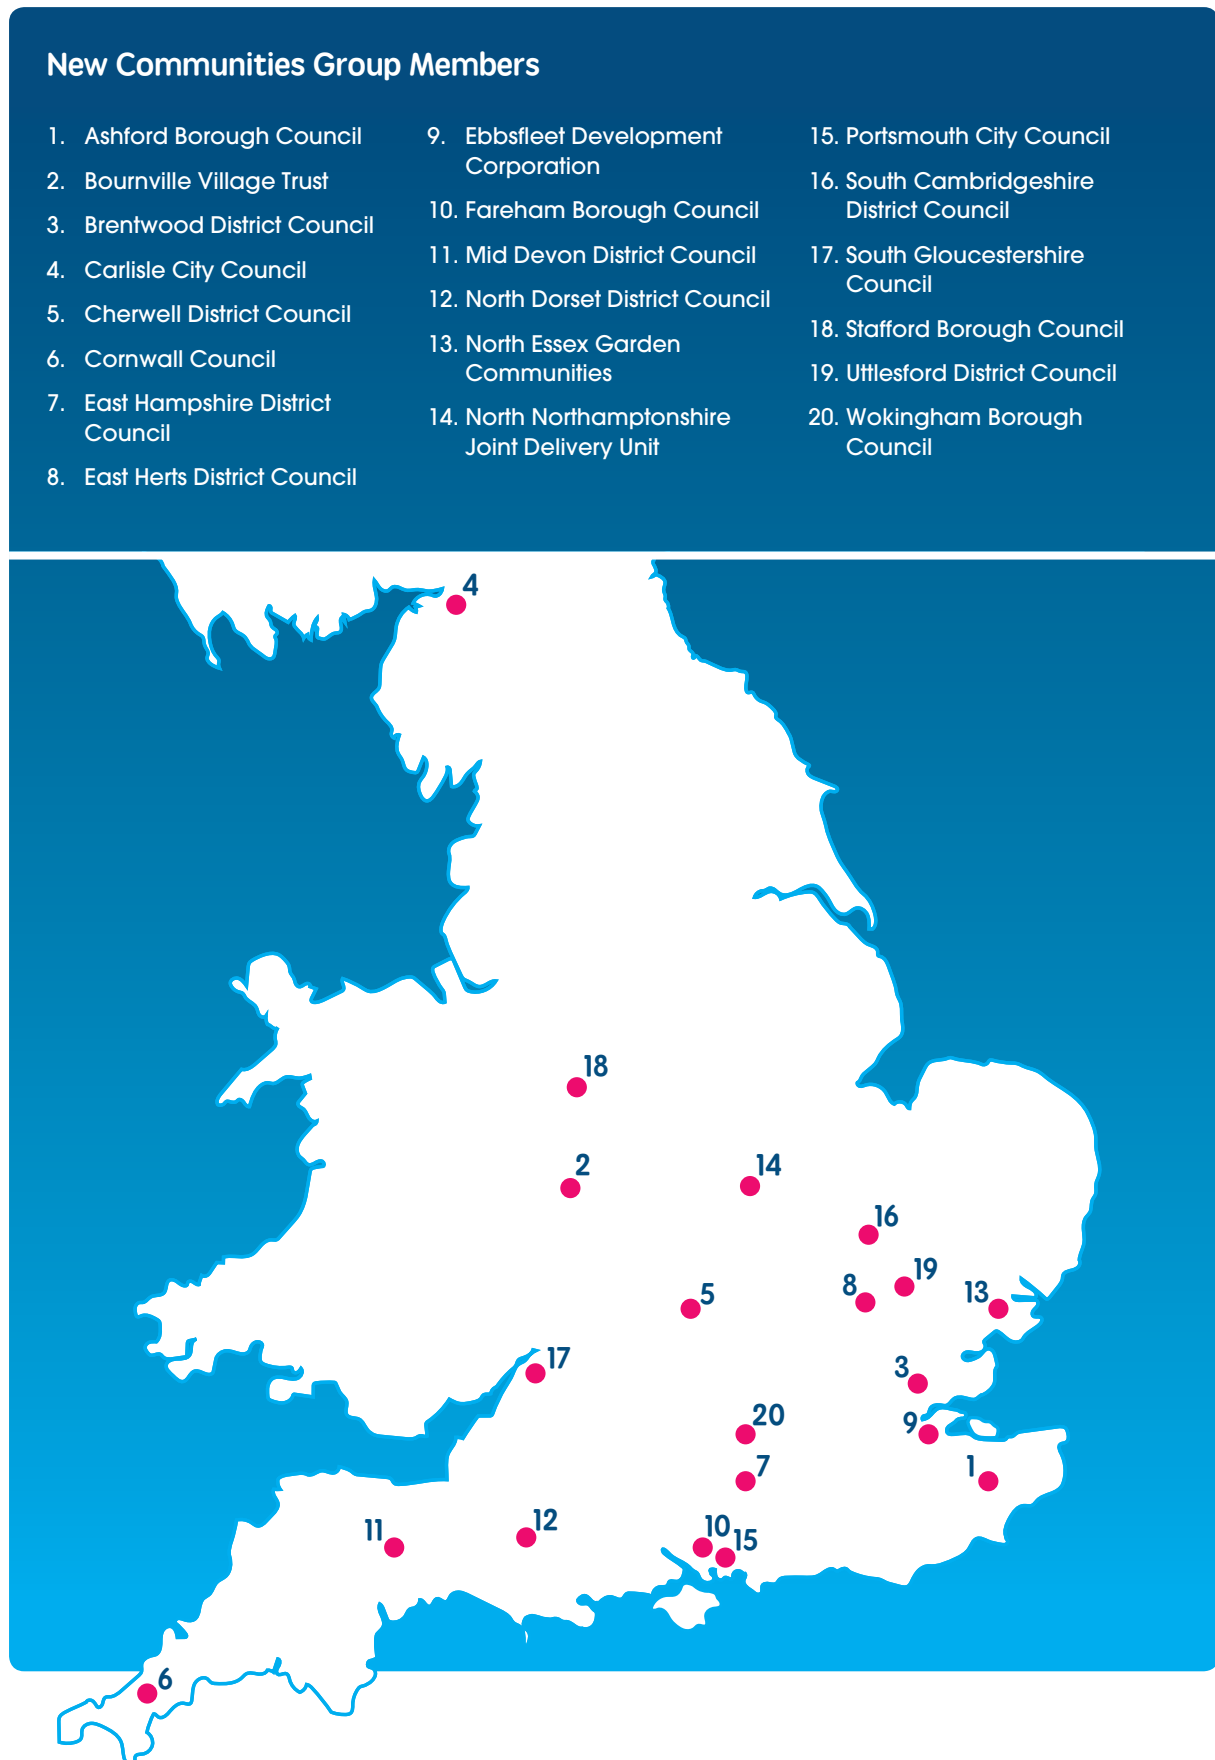 New Communities Group Members
1. Ashford Borough Council
2. Bournville Village Trust
3. Brentwood District Council
4. Carlisle City Council
5. Cherwell District Council
6. Cornwall Council
7. East Hampshire District
Council
8. East Herts District Council
9. Ebbsfleet Development
Corporation
10. Fareham Borough Council
11. Mid Devon District Council
12. North Dorset District Council
13. North Essex Garden
Communities
14. North Northamptonshire
Joint Delivery Unit
15. Portsmouth City Council
16. South Cambridgeshire
District Council
17. South Gloucestershire
Council
18. Stafford Borough Council
19. Uttlesford District Council
20. Wokingham Borough
Council
4
18
2
14
16
19
8
13
5
17
3
20
9
7
1
12
11
10
15
6